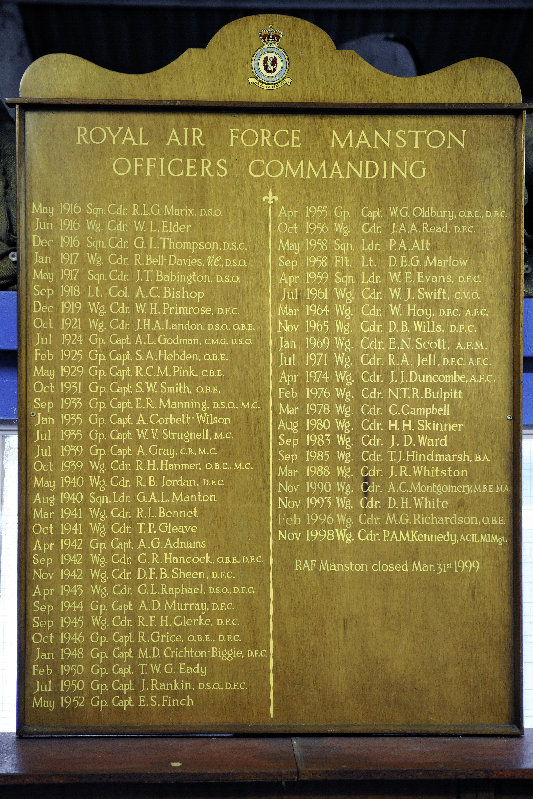 ROYAL AIR FORCE MANSTON
OFFICERS COMMANDING
May 1916 Sqn. Cdr. R.L.G. Marix, D.S.O.
Jun 1916 Wg. Cdr. W.L. Elder
Dec 1916 Sqn. Cdr. G.L. Thompson, D.S.C.
Jan 1917 Wg. Cdr. R. Bell-Davies, V.C. D.S.O.
May 1917 Sqn. Cdr. J.T. Babington, D.S.O.
Sep 1918 Lt. Col. A.C. Bishop
Dec 1919 Wg. Cdr. W.H. Primrose, D.F.C.
Oct 1921 Wg. Cdr. J.H.A. Landon, D.S.O. O.B.E.
Jul 1924 Gp. Capt. A.L. Godman, C.M.G. D.S.O.
Feb 1925 Gp. Capt. S.A. Hebden, O.B.E.
May 1929 Gp. Capt. R.C.M. Pink, C.B.E.
Oct 1931 Gp. Capt. S.W. Smith, O.B.E.
Sep 1933 Gp. Capt. E.R. Manning, D.S.O. M.C.
Jan 1935 Gp. Capt. A. Corbett-Wilson
Jul 1935 Gp. Capt. W.V. Strugnell, M.C.
Jul 1939 Gp. Capt. A. Gray, M.C.
Oct 1939 Wg. Cdr. R.H. Hanmer, O.B.E., M.C.
May 1940 Wg. Cdr. R.B. Jordan, D.F.C.
Aug 1940 Sqn. Ldr. G.A.L. Manton
Mar 1941 Wg. Cdr. R.L. Bennet
Oct 1941 Wg. Cdr. T.P. Gleave
Apr 1942 Gp. Capt. A.G. Adnams
Sep 1942 Wg. Cdr. G.R. Hancock, O.B.E. D.F.C.
Nov 1942 Wg. Cdr. D.F.B. Sheen, D.F.C.
Apr 1943 Wg. Cdr. G.L. Raphael, D.S.O. D.F.C.
Sep 1944 Gp. Capt. A.D. Murray, D.F.C.
Sep 1945 Wg. Cdr. R.F.H. Clerke, D.F.C.
Oct 1946 Gp. Capt. R. Grice, O.B.E., D.F.C.
Jan 1948 Gp. Capt. M.D. Crichton-Biggie, D.F.C
Feb 1950 Gp. Capt. T.W.G. Eady
Jul 1950 Gp. Capt. J. Rankin, D.S.O., D.F.C.
May 1952 Gp. Capt. E.S. Finch
Apr 1955 Gp. Capt. W.G. Oldbury, O.B.E., D.F.C.
Oct 1956 Wg. Cdr. J.A.A. Read, D.F.C.
May 1958 Sqn. Ldr. P.A. Alt
Sep 1958 Flt. Lt. D.E.G. Marlow
Apr 1959 Sqn. Ldr. W.E. Evans, D.F.C.
Jul 1961 Wg. Cdr. W.J. Swift, C.V.O.
Mar 1964 Wg. Cdr. W. Hoy, D.F.C. A.F.C.
Nov 1965 Wg. Cdr. D.B. Wills, D.F.C.
Jan 1969 Wg. Cdr. E.N. Scott, A.F.M.
Jul 1971 Wg. Cdr. R.A. Jell, D.F.C. A.F.C.
Apr 1974 Wg. Cdr. J.J. Duncombe, A.F.C.
Feb 1976 Wg. Cdr. N.T.R. Bulpitt
Mar 1978 Wg. Cdr. C. Campbell
Aug 1980 Wg. Cdr. H.H. Skinner
Sep 1983 Wg. Cdr. J.D. Ward
Sep 1985 Wg. Cdr. T.J. Hindmarsh, B.A.
Mar 1988 Wg. Cdr. J.R. Whitston
Nov 1990 Wg. Cdr. A.C. Montgomery, M.B.E. M.A.
Nov 1993 Wg. Cdr. D.H. White
Feb 1996 Wg. Cdr. M.G. Richardson, O.B.E.
Nov 1998 Wg. Cdr. P.A.M. Kennedy, ACII, MIMgt.
RAF Manston closed Mar. 31st 1999